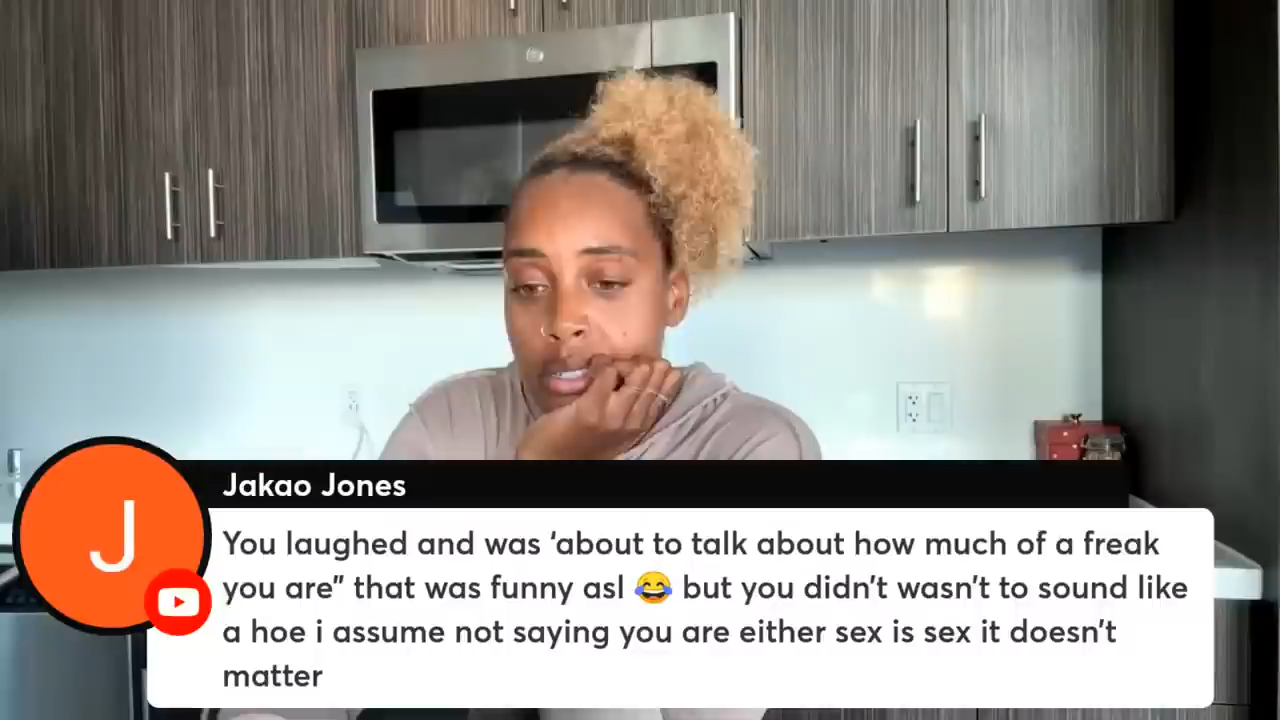 Jakao Jones
J
You laughed and was ‘about to talk about how much of a freak
you are” that was funny asl 😂 but you didn’t wasn’t to sound like
a hoe i assume not saying you are either sex is sex it doesn’t
matter